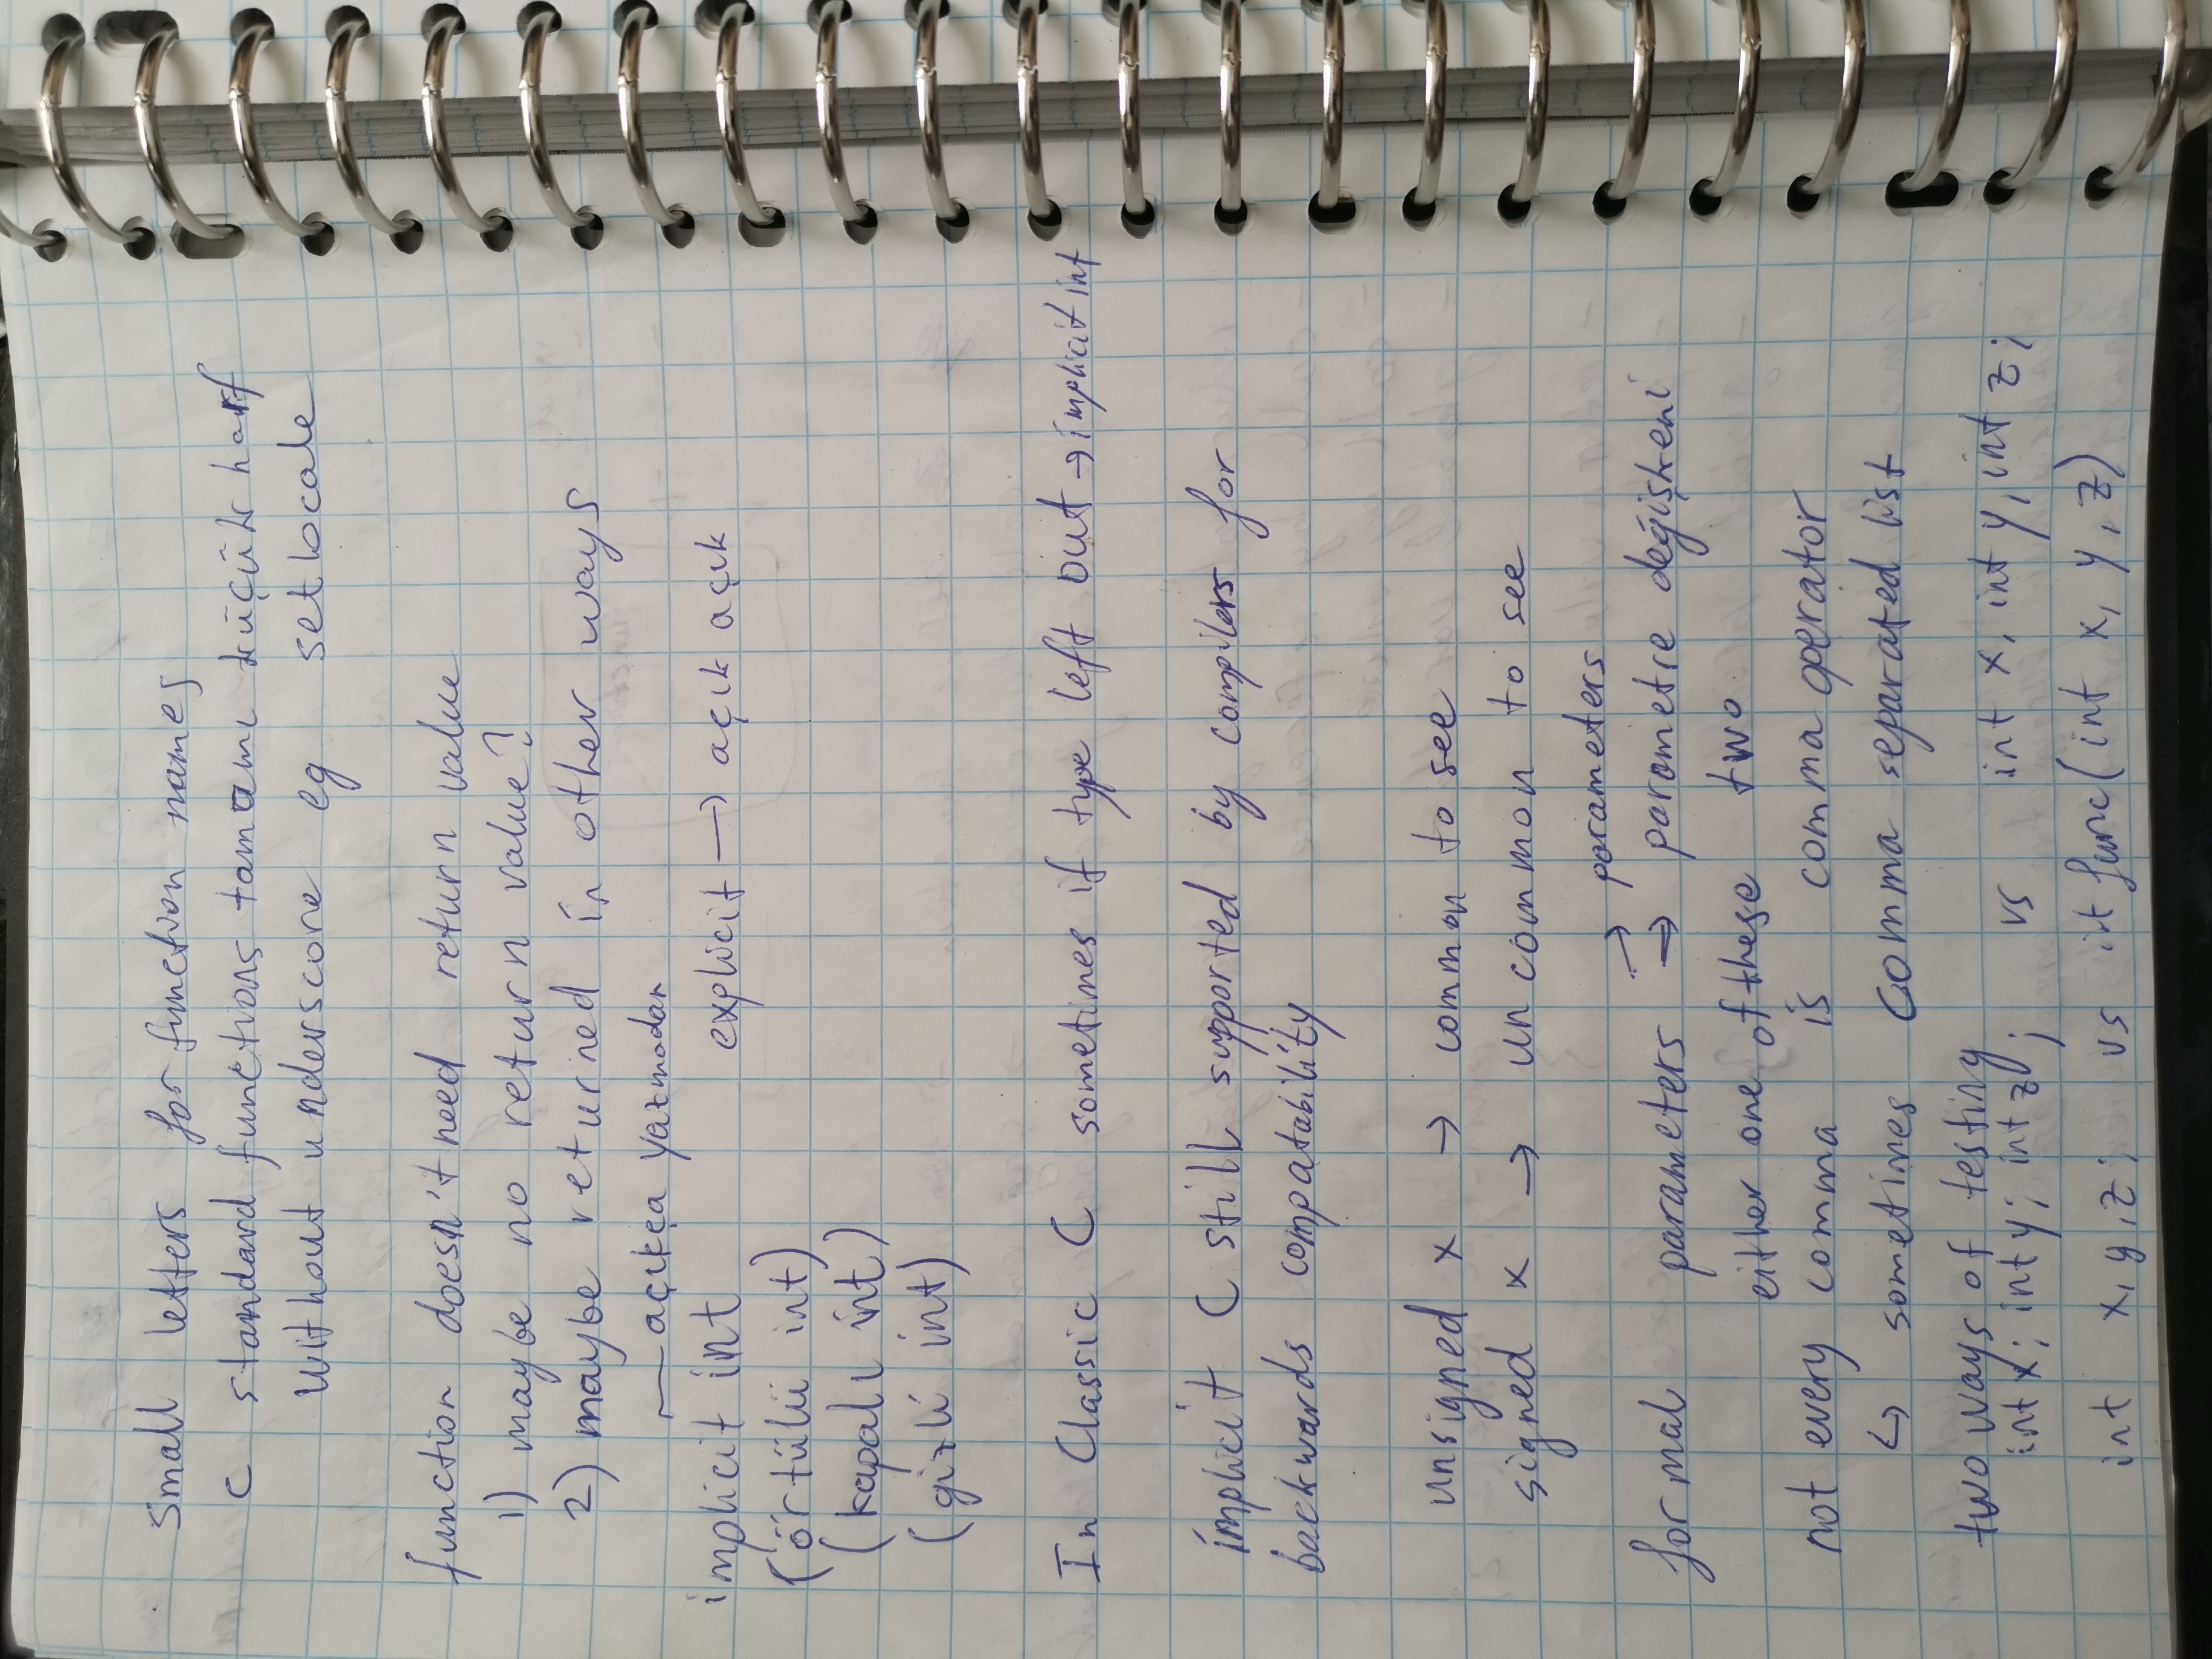 small letters for function names
C standard functions tamamı küçük harf
without underscore eg setlocale
function doesn't need return value
1) maybe no return value?
2) maybe returned in other ways
— açıkça yazmadan
implicit int explicit → açık açık
(örtülü int)
(kapalı int)
(gizli int)
In Classic C sometimes if type left out → implicit int
implicit C still supported by compilers for
backwards compatability
unsigned x → common to see
signed x → uncommon to see
→ parameters
formal parameters → parametre değişkeni
either one of these two
not every comma is comma operator
↳ sometimes comma separated list
two ways of testing
int x; int y; int z; vs int x, int y, int z;
int x, y, z; vs int func(int x, y, z)